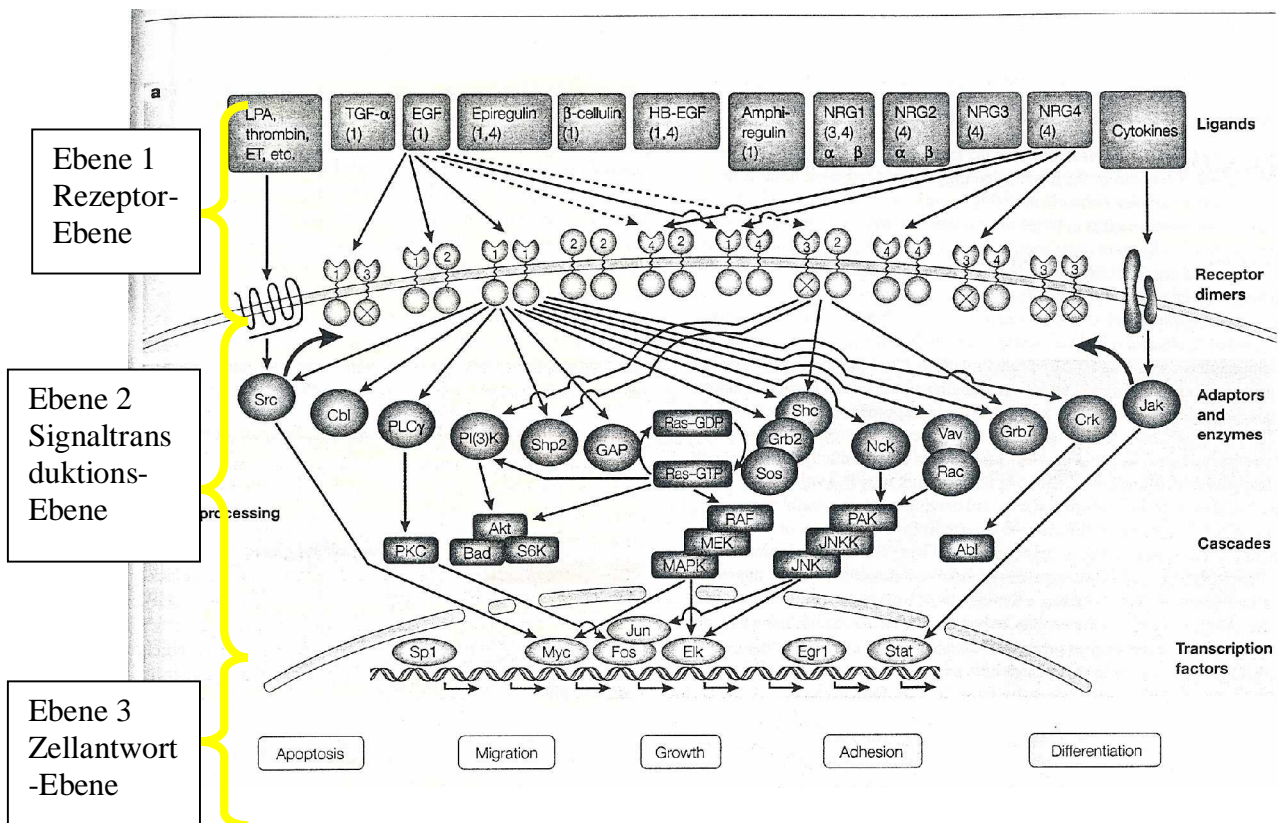 a
LPA,
thrombin,
ET, etc.
TGF-α
(1)
EGF
(1)
Epiregulin
(1,4)
β-cellulin
(1)
HB-EGF
(1,4)
Amphi-
regulin
(1)
NRG1
(3,4)
α β
NRG2
(4)
α β
NRG3
(4)
NRG4
(4)
Cytokines
Ligands
Ebene 1
Rezeptor-
Ebene
1 3
1 2
1 1
2 2
4 2
1 4
3 2
4 4
3 4
3 3
Receptor
dimers
Ebene 2
Signaltrans
duktions-
Ebene
Src
Cbl
PLCγ
PI(3)K
Shp2
GAP
Ras–GDP
Ras–GTP
Shc
Grb2
Sos
Nck
Vav
Rac
Grb7
Crk
Jak
Adaptors
and
enzymes
processing
PKC
Akt
Bad
S6K
RAF
MEK
MAPK
PAK
JNKK
JNK
Abl
Cascades
Sp1
Myc
Jun
Fos
Elk
Egr1
Stat
Transcription
factors
Ebene 3
Zellantwort
-Ebene
Apoptosis
Migration
Growth
Adhesion
Differentiation